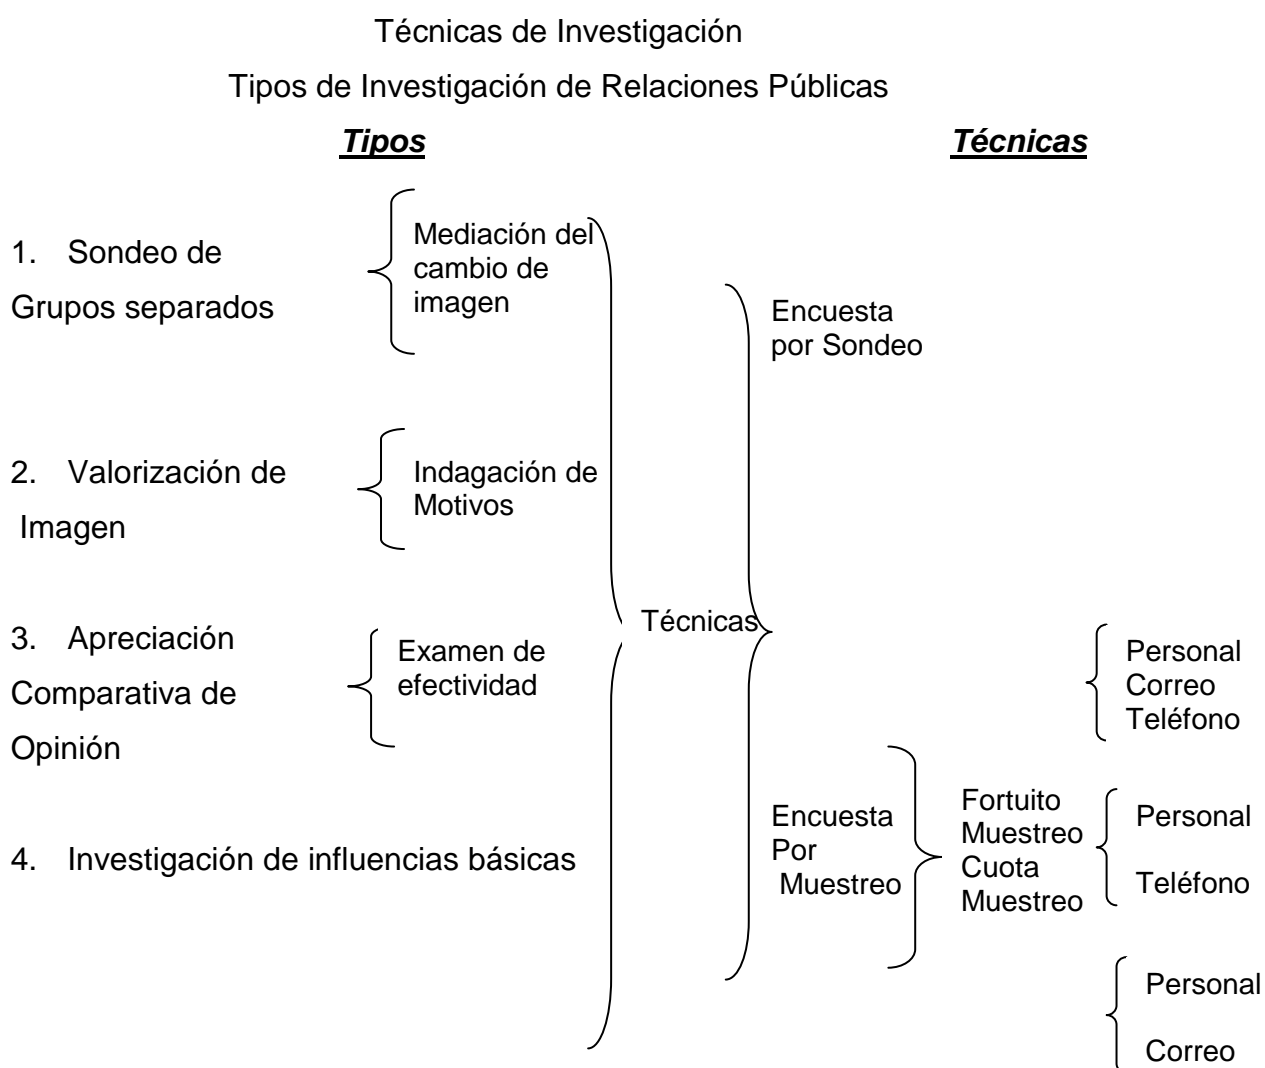 Técnicas de Investigación
Tipos de Investigación de Relaciones Públicas
Tipos
Técnicas
1. Sondeo de
Grupos separados
Mediación del
cambio de
imagen
2. Valorización de
Imagen
Indagación de
Motivos
3. Apreciación
Comparativa de
Opinión
Examen de
efectividad
4. Investigación de influencias básicas
Técnicas
Encuesta
por Sondeo
Encuesta
Por
Muestreo
Fortuito
Muestreo
Cuota
Muestreo
Personal
Correo
Teléfono
Personal
Teléfono
Personal
Correo